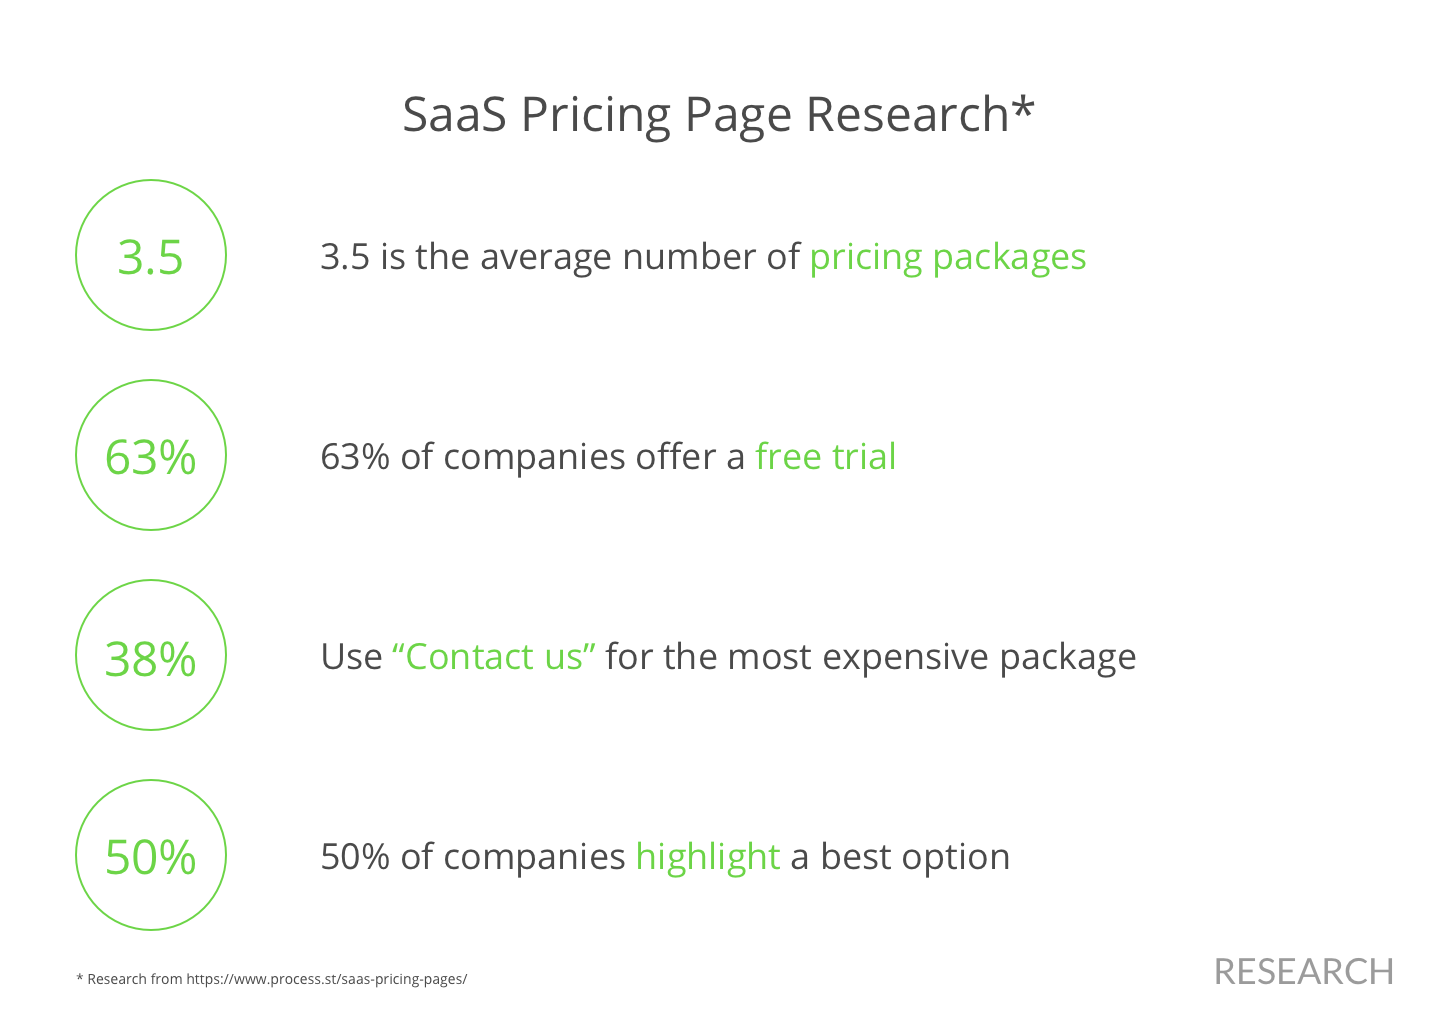 SaaS Pricing Page Research*
3.5
3.5 is the average number of pricing packages
63%
63% of companies offer a free trial
38%
Use “Contact us” for the most expensive package
50%
50% of companies highlight a best option
* Research from https://www.process.st/saas-pricing-pages/
RESEARCH